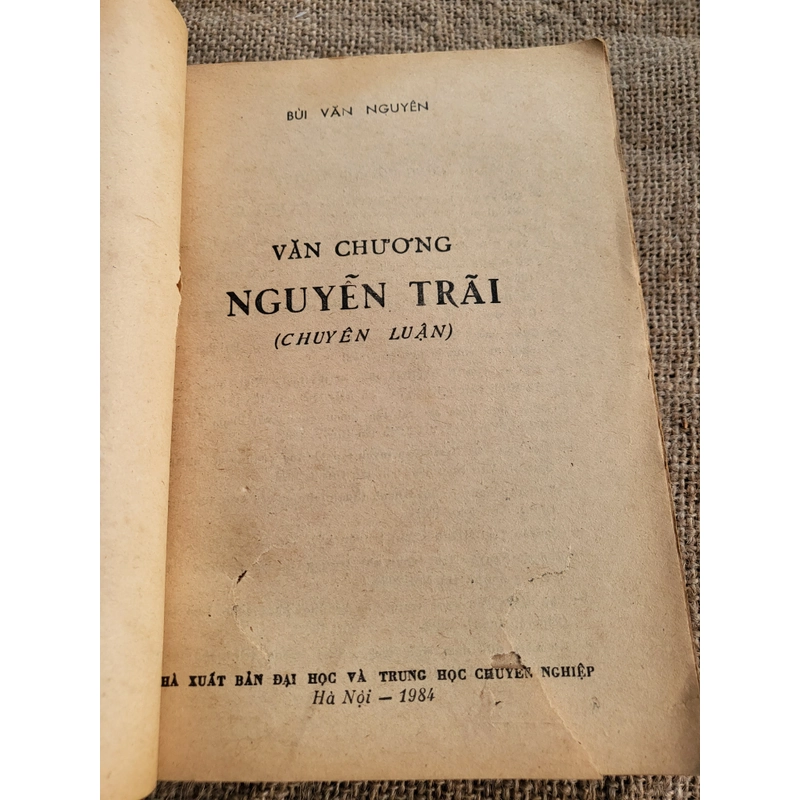 BÙI VĂN NGUYÊN
VĂN CHƯƠNG
NGUYỄN TRÃI
(CHUYÊN LUẬN)
HÀ XUẤT BẢN ĐẠI HỌC VÀ TRUNG HỌC CHUYÊN NGHIỆP
Hà Nội — 1984